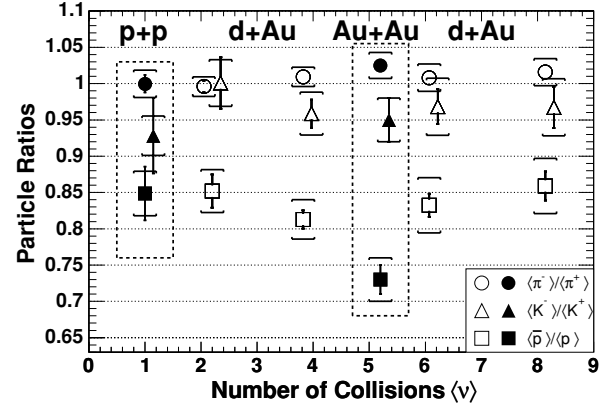 p+p d+Au Au+Au d+Au
1.1
1.05
1
0.95
0.9
0.85
0.8
0.75
0.7
0.65
Particle Ratios
⟨π⁻⟩/⟨π⁺⟩
⟨K⁻⟩/⟨K⁺⟩
⟨p̅⟩/⟨p⟩
0 1 2 3 4 5 6 7 8 9
Number of Collisions ⟨ν⟩